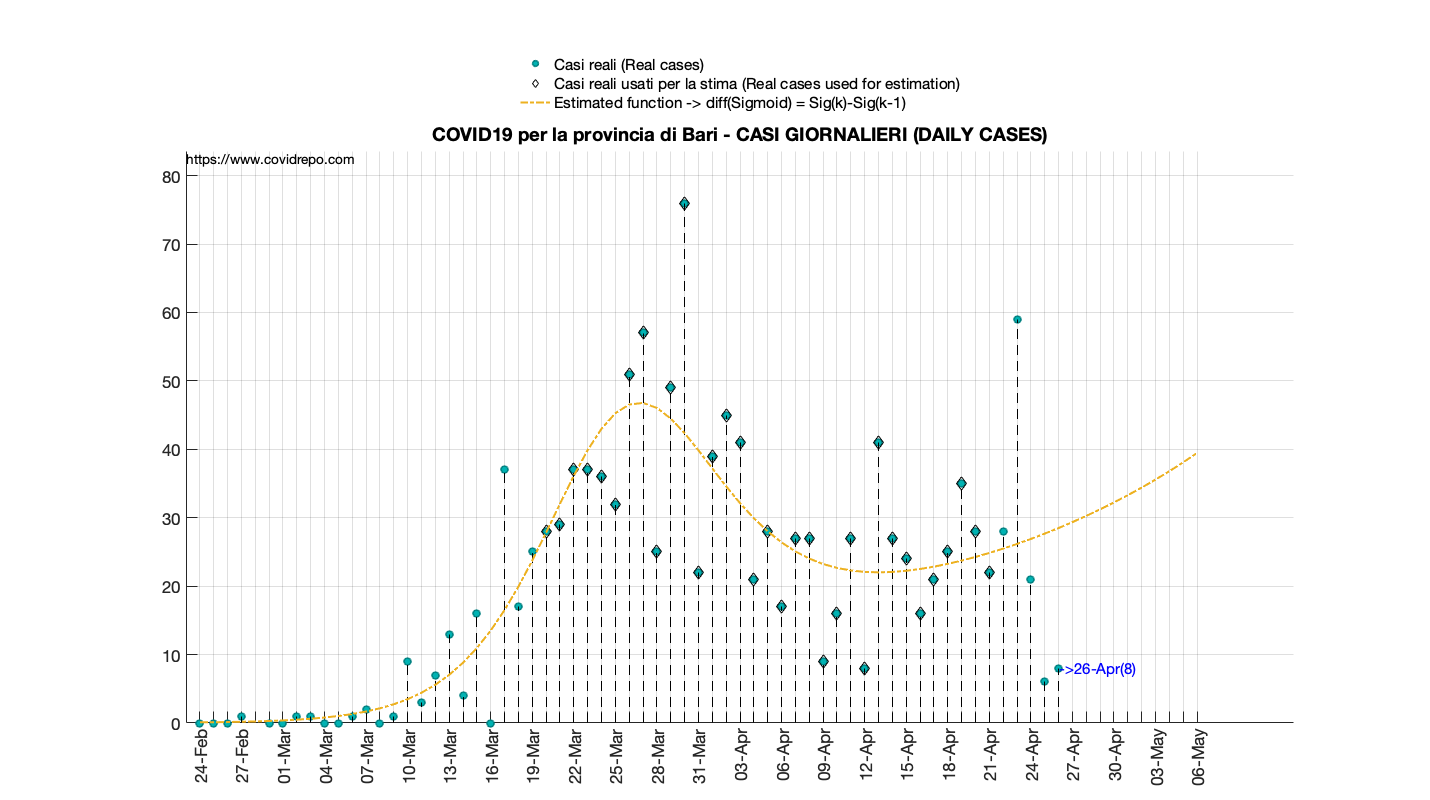 Casi reali (Real cases)
Casi reali usati per la stima (Real cases used for estimation)
Estimated function -> diff(Sigmoid) = Sig(k)-Sig(k-1)
COVID19 per la provincia di Bari - CASI GIORNALIERI (DAILY CASES)
https://www.covidrepo.com
80
70
60
50
40
30
20
10
0
->26-Apr(8)
24-Feb
27-Feb
01-Mar
04-Mar
07-Mar
10-Mar
13-Mar
16-Mar
19-Mar
22-Mar
25-Mar
28-Mar
31-Mar
03-Apr
06-Apr
09-Apr
12-Apr
15-Apr
18-Apr
21-Apr
24-Apr
27-Apr
30-Apr
03-May
06-May